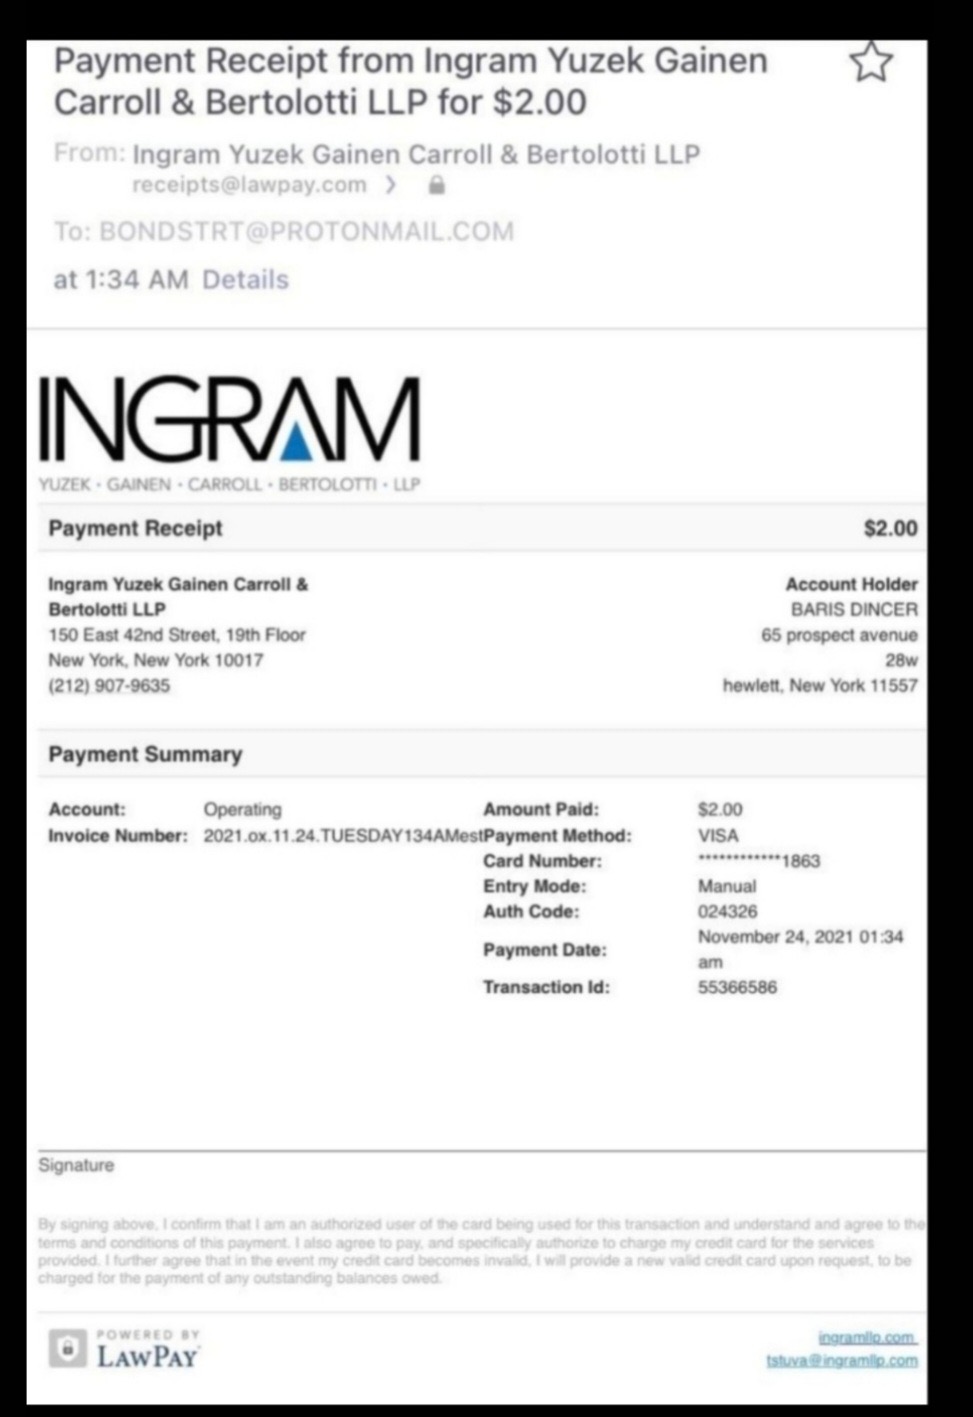 Payment Receipt from Ingram Yuzek Gainen
Carroll & Bertolotti LLP for $2.00
From: Ingram Yuzek Gainen Carroll & Bertolotti LLP
receipts@lawpay.com >
To: BONDSTRT@PROTONMAIL.COM
at 1:34 AM Details
INGRAM
YUZEK • GAINEN • CARROLL • BERTOLOTTI • LLP
Payment Receipt $2.00
Ingram Yuzek Gainen Carroll & Account Holder
Bertolotti LLP BARIS DINCER
150 East 42nd Street, 19th Floor 65 prospect avenue
New York, New York 10017 28w
(212) 907-9635 hewlett, New York 11557
Payment Summary
Account: Operating Amount Paid: $2.00
Invoice Number: 2021.ox.11.24.TUESDAY134AMest Payment Method: VISA
Card Number: ************1863
Entry Mode: Manual
Auth Code: 024326
Payment Date: November 24, 2021 01:34
am
Transaction Id: 55366586
Signature
By signing above, I confirm that I am an authorized user of the card being used for this transaction and understand and agree to the
terms and conditions of this payment. I also agree to pay, and specifically authorize to charge my credit card for the services
provided. I further agree that in the event my credit card becomes invalid, I will provide a new valid credit card upon request, to be
charged for the payment of any outstanding balances owed.
POWERED BY ingramllp.com
LAWPAY tstuva@ingramllp.com